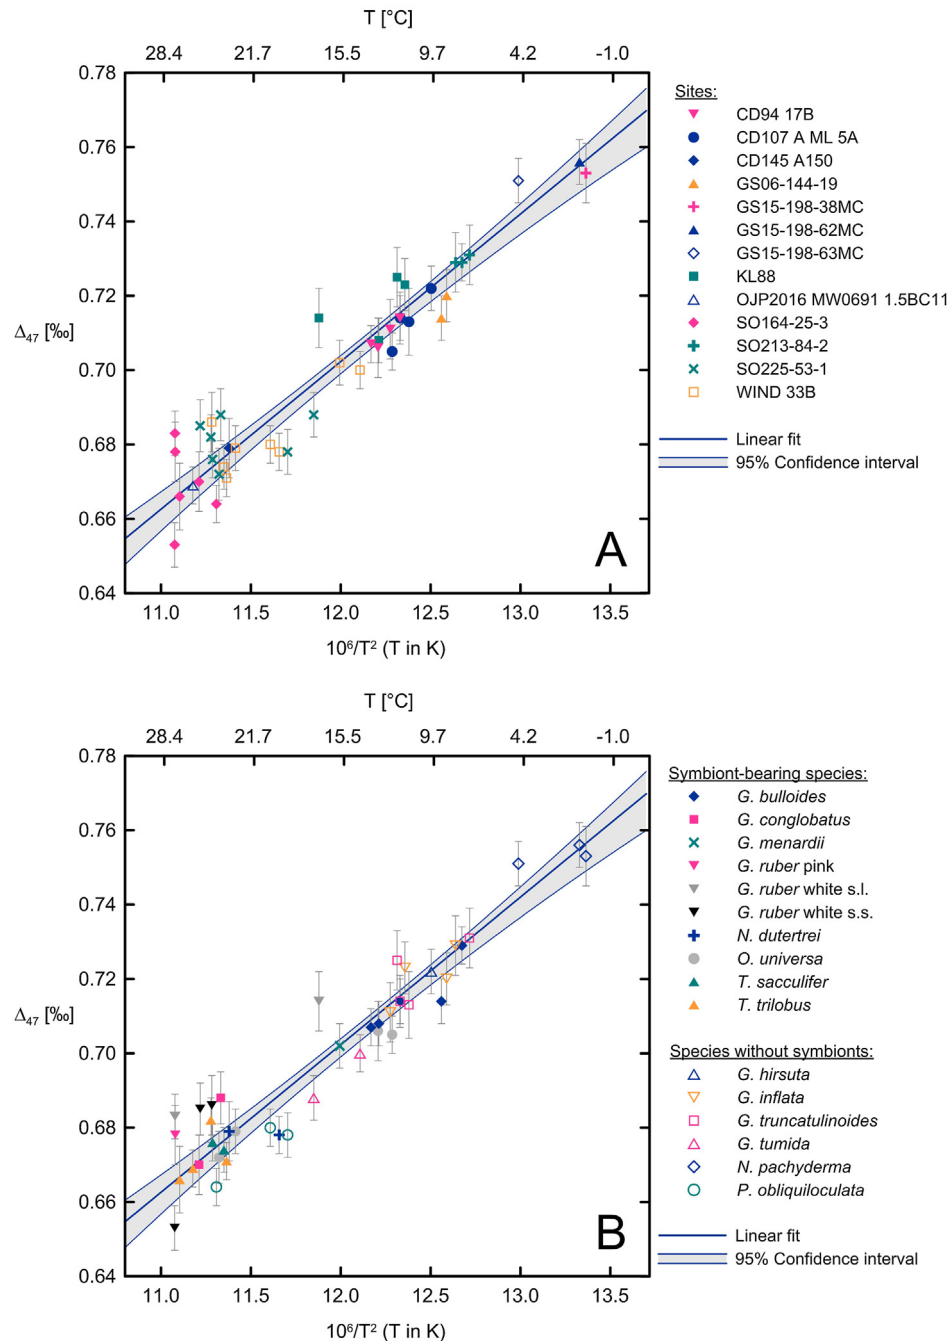 T [°C]
28.4 21.7 15.5 9.7 4.2 -1.0
0.78
0.76
0.74
0.72
Δ47 [‰]
0.70
0.68
0.66
0.64
11.0 11.5 12.0 12.5 13.0 13.5
10⁶/T² (T in K)
A
Sites:
CD94 17B
CD107 A ML 5A
CD145 A150
GS06-144-19
GS15-198-38MC
GS15-198-62MC
GS15-198-63MC
KL88
OJP2016 MW0691 1.5BC11
SO164-25-3
SO213-84-2
SO225-53-1
WIND 33B
Linear fit
95% Confidence interval
T [°C]
28.4 21.7 15.5 9.7 4.2 -1.0
0.78
0.76
0.74
0.72
Δ47 [‰]
0.70
0.68
0.66
0.64
11.0 11.5 12.0 12.5 13.0 13.5
10⁶/T² (T in K)
B
Symbiont-bearing species:
G. bulloides
G. conglobatus
G. menardii
G. ruber pink
G. ruber white s.l.
G. ruber white s.s.
N. dutertrei
O. universa
T. sacculifer
T. trilobus
Species without symbionts:
G. hirsuta
G. inflata
G. truncatulinoides
G. tumida
N. pachyderma
P. obliquiloculata
Linear fit
95% Confidence interval